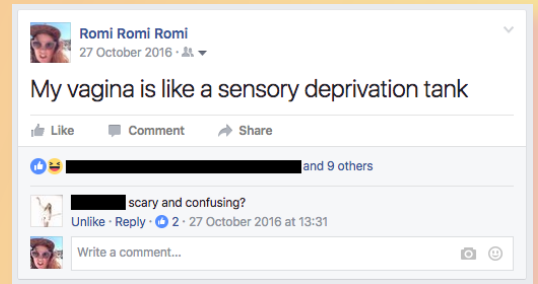 Romi Romi Romi
27 October 2016 ·
My vagina is like a sensory deprivation tank
Like Comment Share
and 9 others
scary and confusing?
Unlike · Reply · 2 · 27 October 2016 at 13:31
Write a comment...